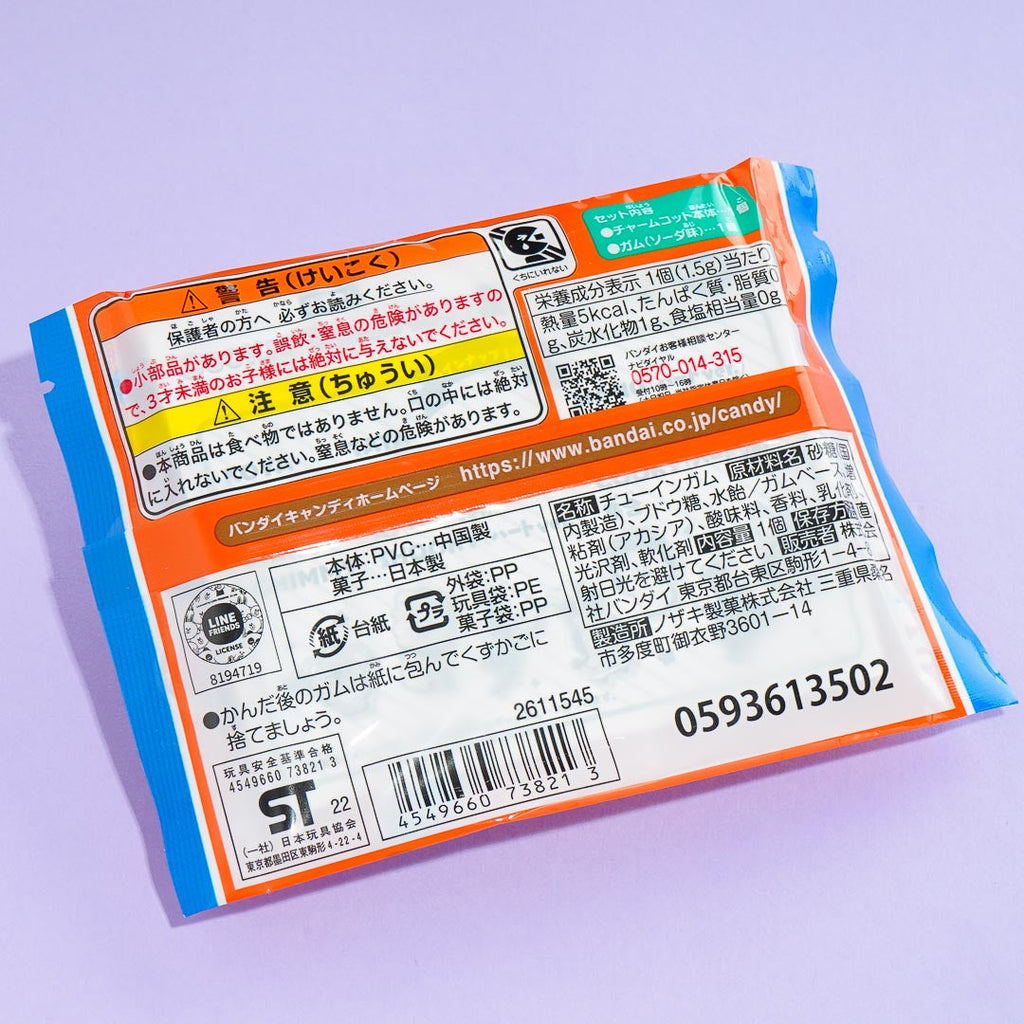 警告(けいこく)
保護者の方へ 必ずお読みください。
●小部品があります。誤飲・窒息の危険がありますの
で、3才未満のお子様には絶対に与えないでください。
注意(ちゅうい)
●本商品は食べ物ではありません。口の中には絶対
に入れないでください。窒息などの危険があります。
くちにいれない
セット内容
●チャームコット本体…
●ガム(ソーダ味)…1個
栄養成分表示 1個(1.5g)当たり
熱量5kcal、たんぱく質・脂質0
g、炭水化物1g、食塩相当量0g
バンダイお客様相談センター
ナビダイヤル
0570-014-315
受付10時~16時
バンダイキャンディホームページ https://www.bandai.co.jp/candy/
LINE
FRIENDS
LICENSE
8194719
本体:PVC…中国製
菓子…日本製
紙 台紙
プラ
外袋:PP
玩具袋:PE
菓子袋:PP
●かんだ後のガムは紙に包んでくずかごに
捨てましょう。
名称 チューインガム 原材料名 砂糖(国
内製造)、ブドウ糖、水飴/ガムベース、増
粘剤(アカシア)、酸味料、香料、乳化剤、
光沢剤、軟化剤 内容量 1個 保存方 直
射日光を避けてください 販売者 株式会
社バンダイ 東京都台東区駒形1-4-
製造所 ノザキ製菓株式会社 三重県桑名
市多度町御衣野3601-14
玩具安全基準合格
4549660 73821 3
ST 22
(一社)日本玩具協会
東京都墨田区東駒形4-22-4
2611545
4549660 73821 3
0593613502